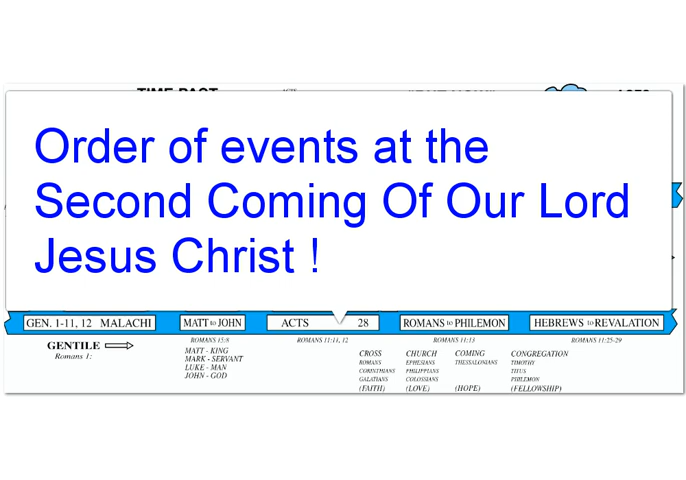 TIME PAST
Order of events at the
Second Coming Of Our Lord
Jesus Christ !
GEN. 1-11, 12 MALACHI MATT to JOHN ACTS 28 ROMANS to PHILEMON HEBREWS to REVALATION
GENTILE ROMANS 15/8 ROMANS 11:11, 12 ROMANS 11:13 ROMANS 11:25-29
Romans 1:
MATT - KING
MARK - SERVANT
LUKE - MAN
JOHN - GOD
CROSS CHURCH COMING CONGREGATION
ROMANS EPHESIANS THESSALONIANS TIMOTHY
CORINTHIANS PHILIPPIANS TITUS
GALATIANS COLOSSIANS PHILEMON
(FAITH) (LOVE) (HOPE) (FELLOWSHIP)